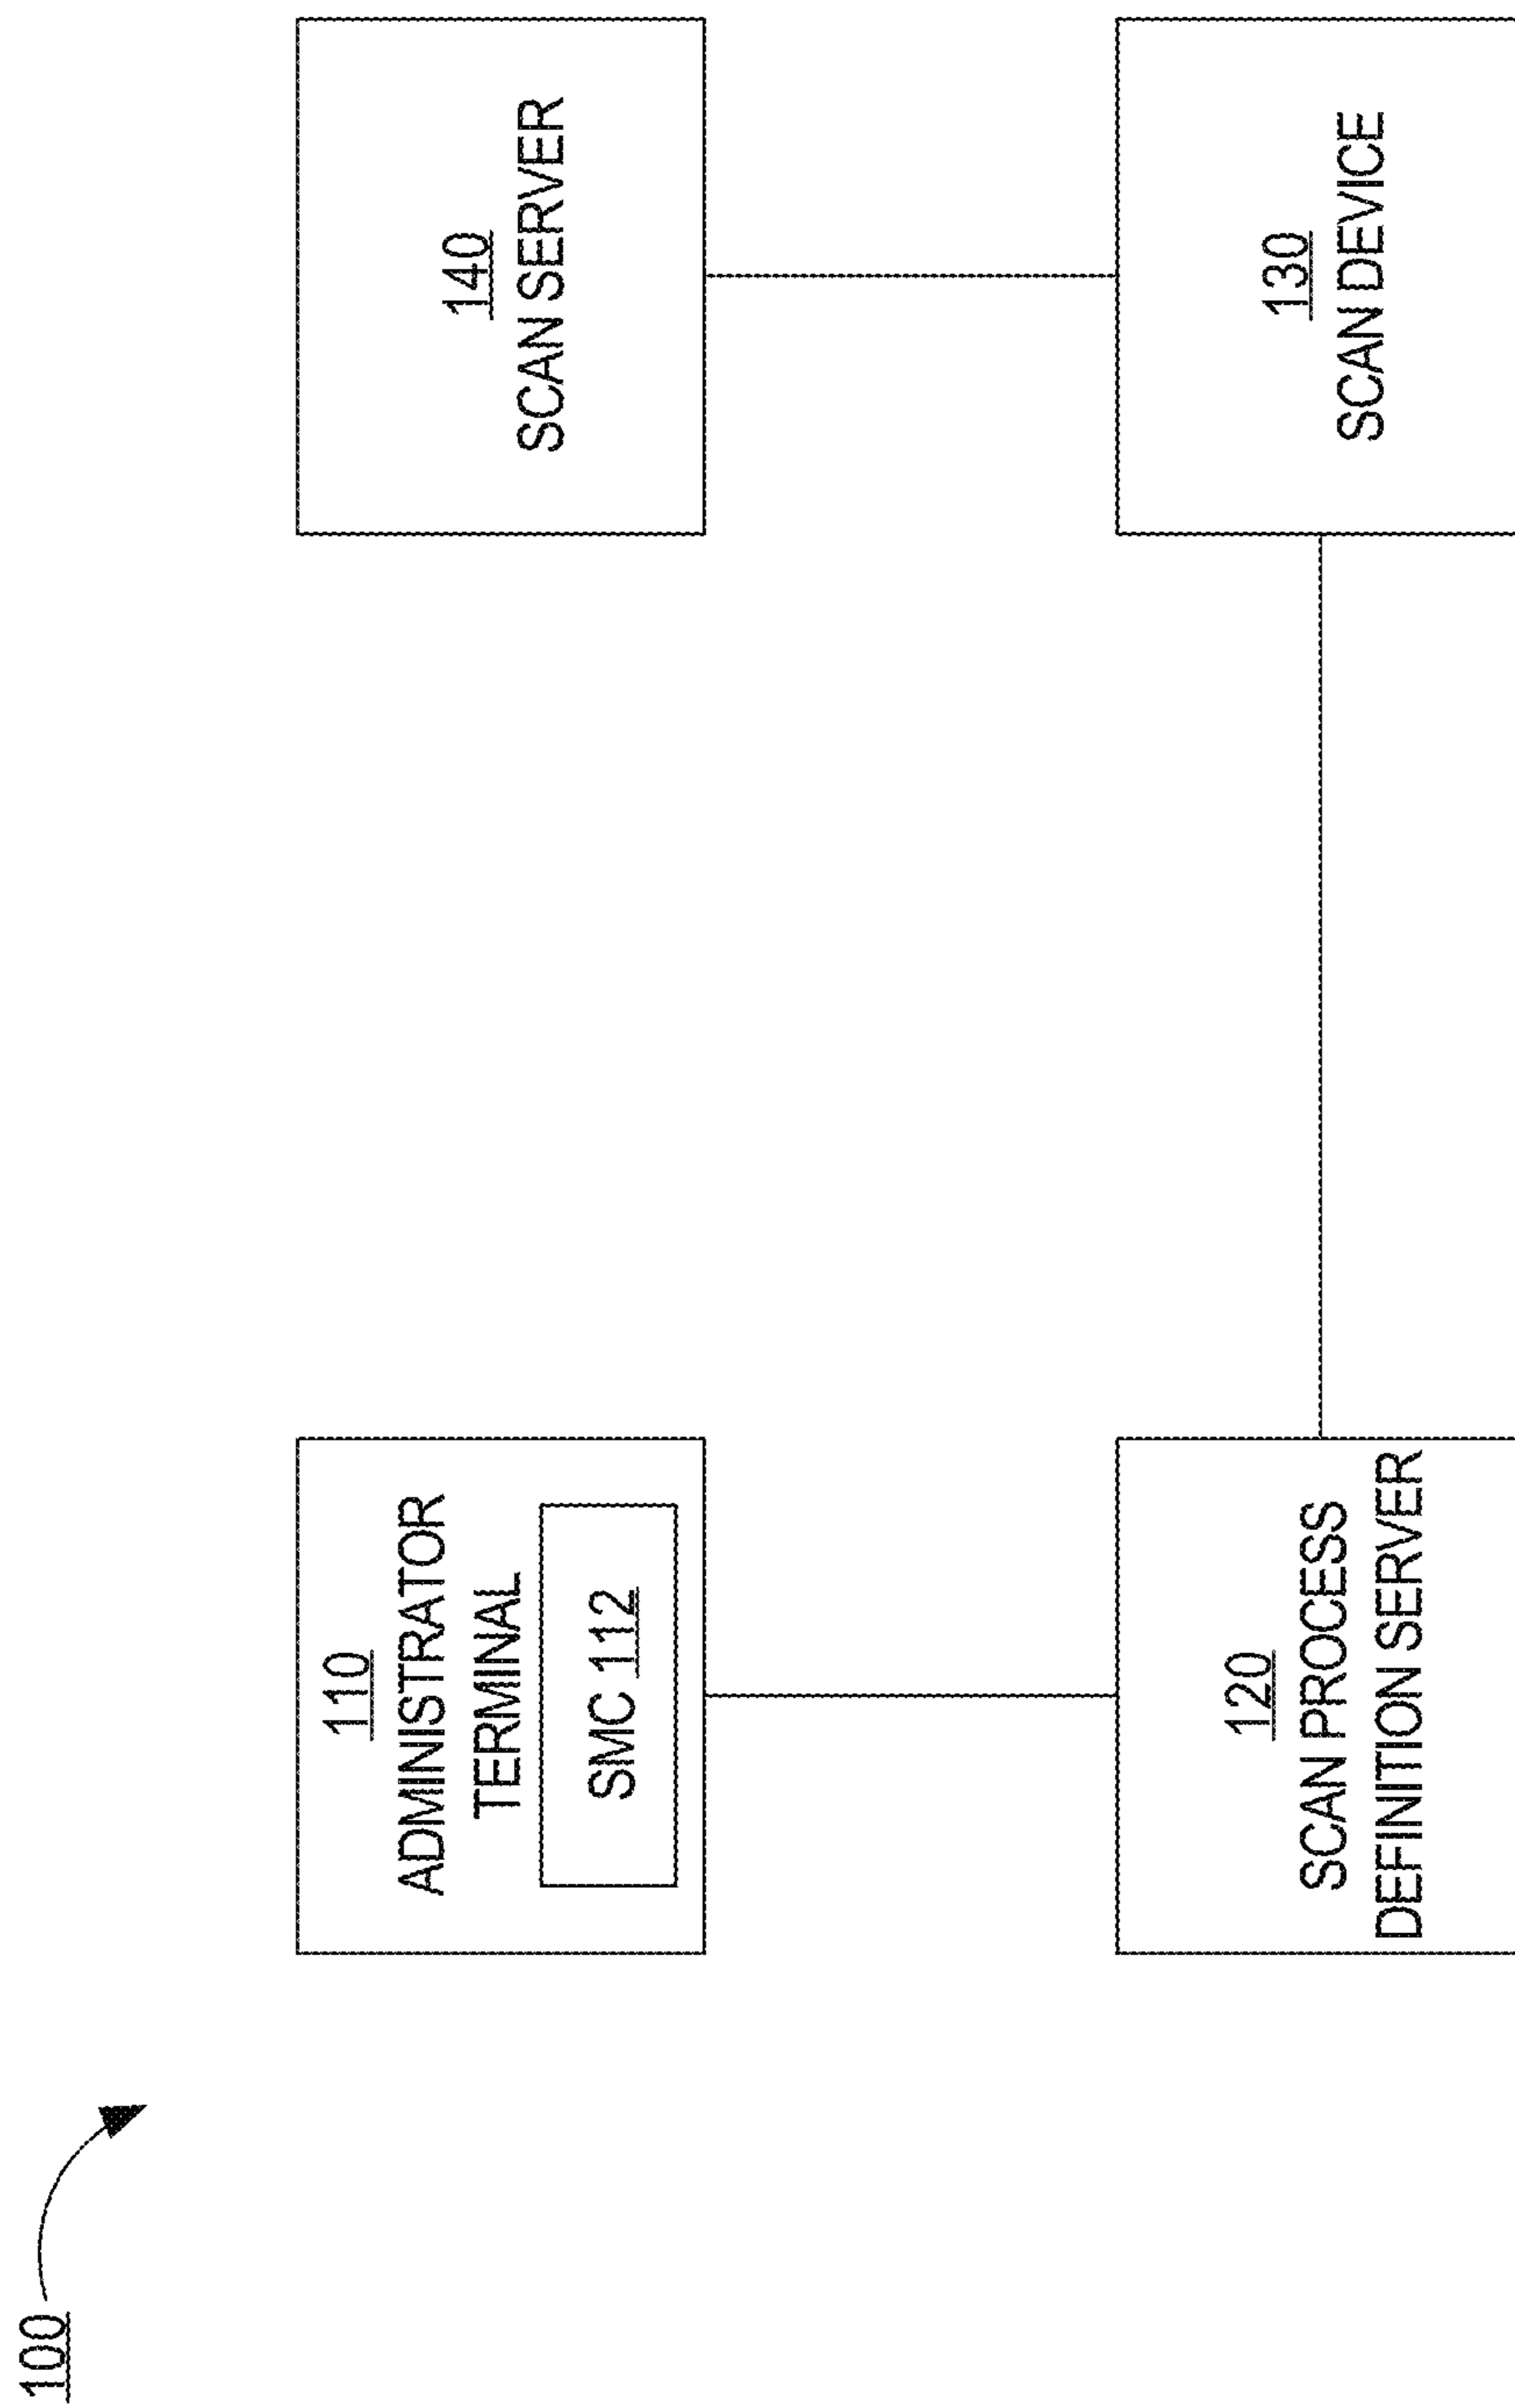 100
110
ADMINISTRATOR
TERMINAL
SMC 112
140
SCAN SERVER
120
SCAN PROCESS
DEFINITION SERVER
130
SCAN DEVICE